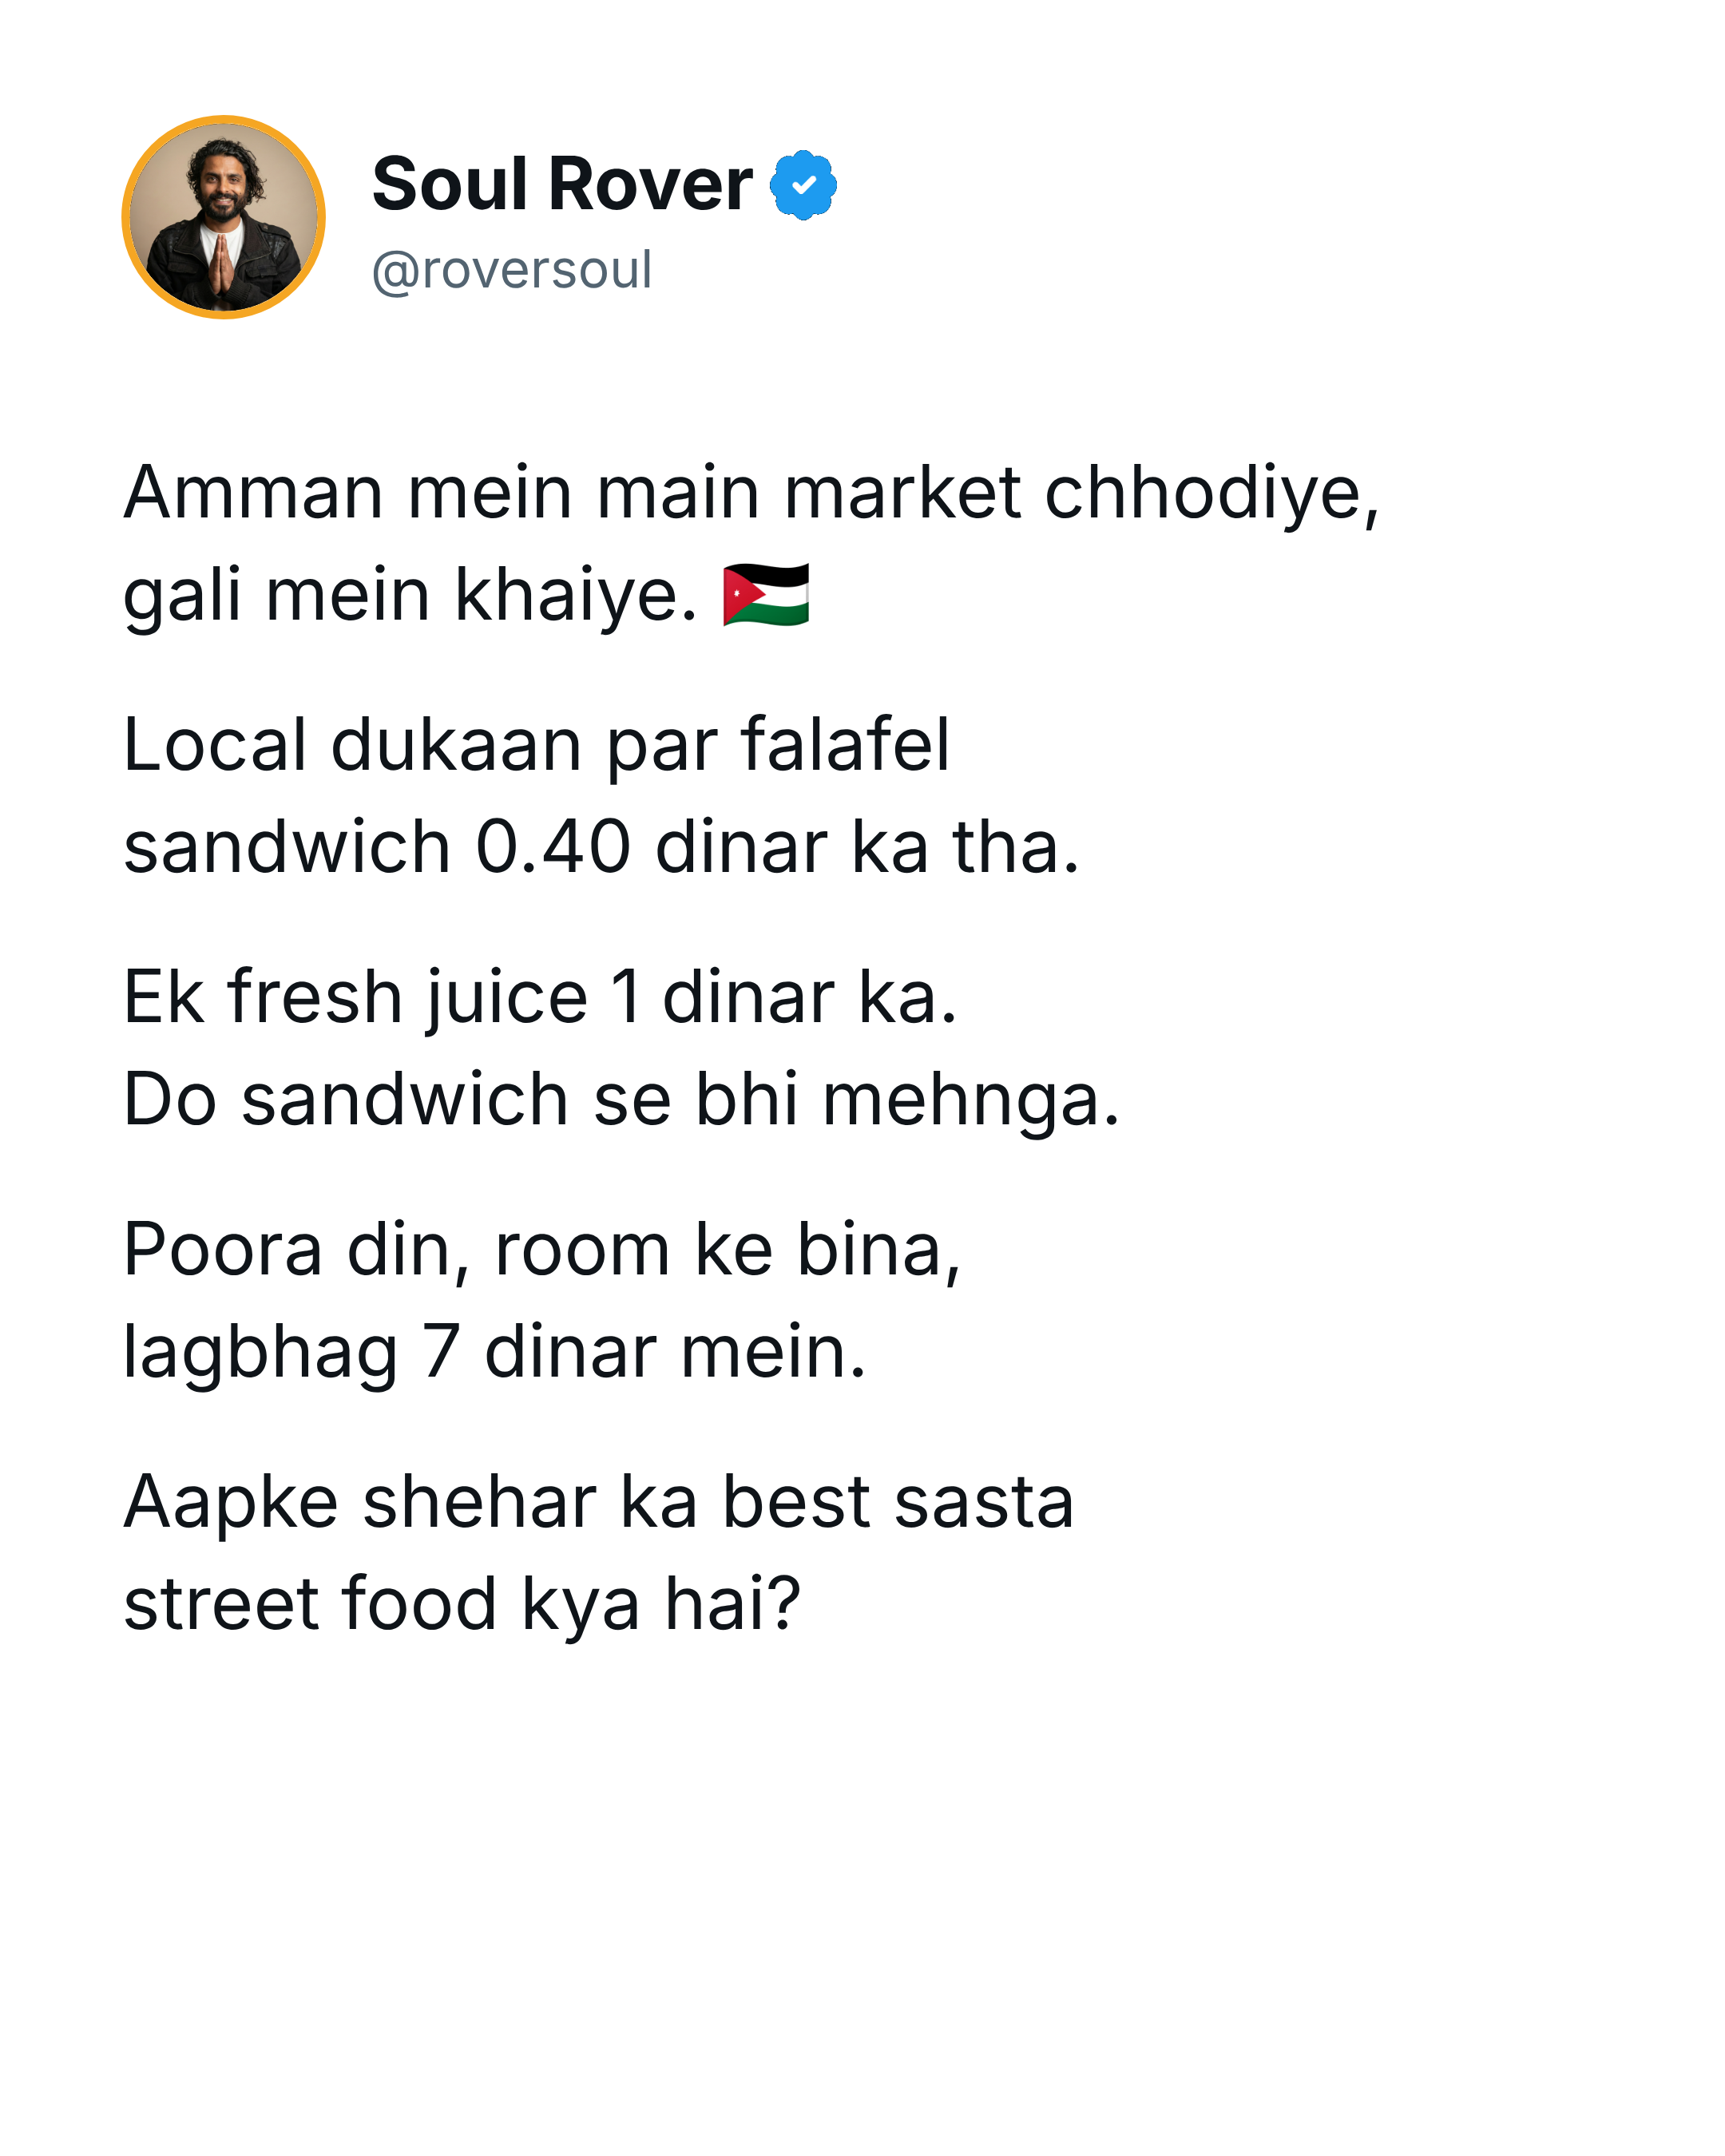 Soul Rover
@roversoul
Amman mein main market chhodiye,
gali mein khaiye. 🇯🇴
Local dukaan par falafel
sandwich 0.40 dinar ka tha.
Ek fresh juice 1 dinar ka.
Do sandwich se bhi mehnga.
Poora din, room ke bina,
lagbhag 7 dinar mein.
Aapke shehar ka best sasta
street food kya hai?